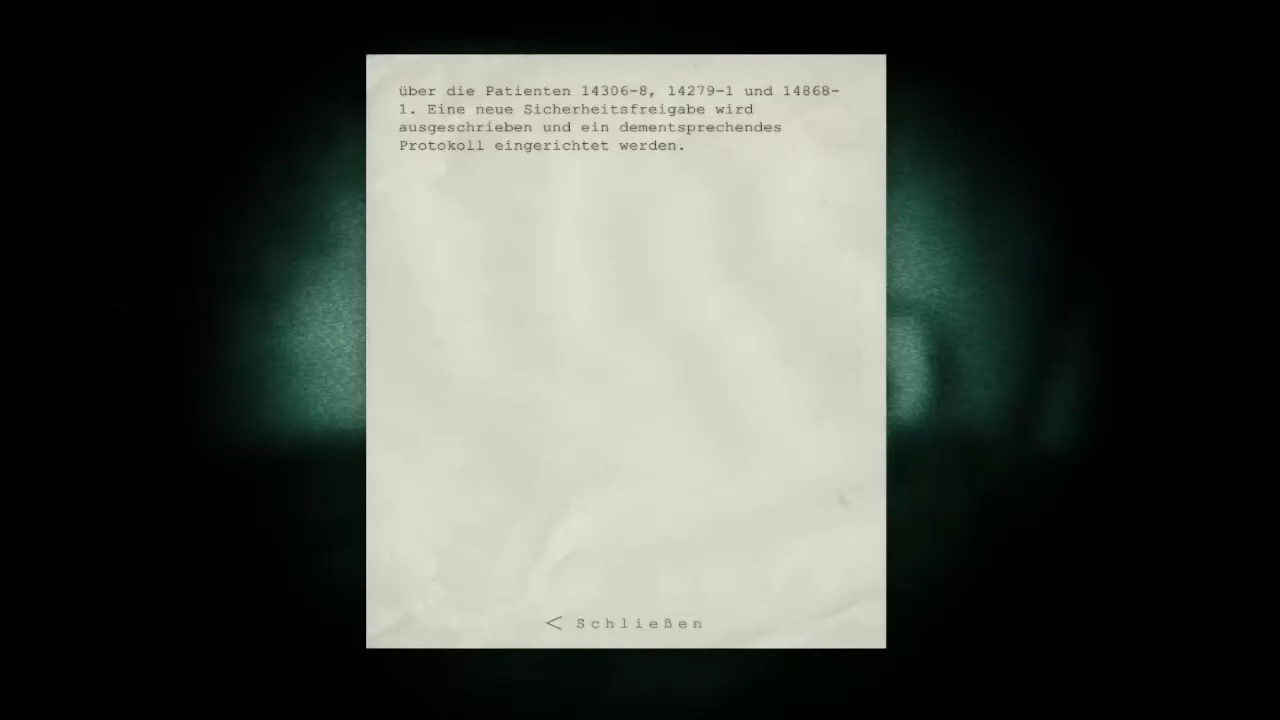 über die Patienten 14306-8, 14279-1 und 14868-
1. Eine neue Sicherheitsfreigabe wird
ausgeschrieben und ein dementsprechendes
Protokoll eingerichtet werden.
< Schließen